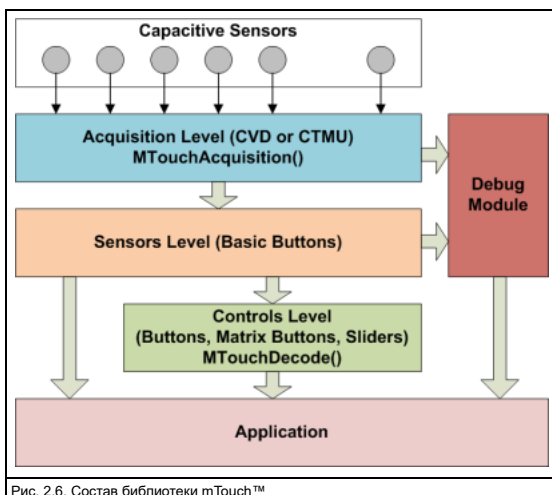 Capacitive Sensors
Acquisition Level (CVD or CTMU)
MTouchAcquisition()
Debug
Module
Sensors Level (Basic Buttons)
Controls Level
(Buttons, Matrix Buttons, Sliders)
MTouchDecode()
Application
Рис. 2.6. Состав библиотеки mTouch™